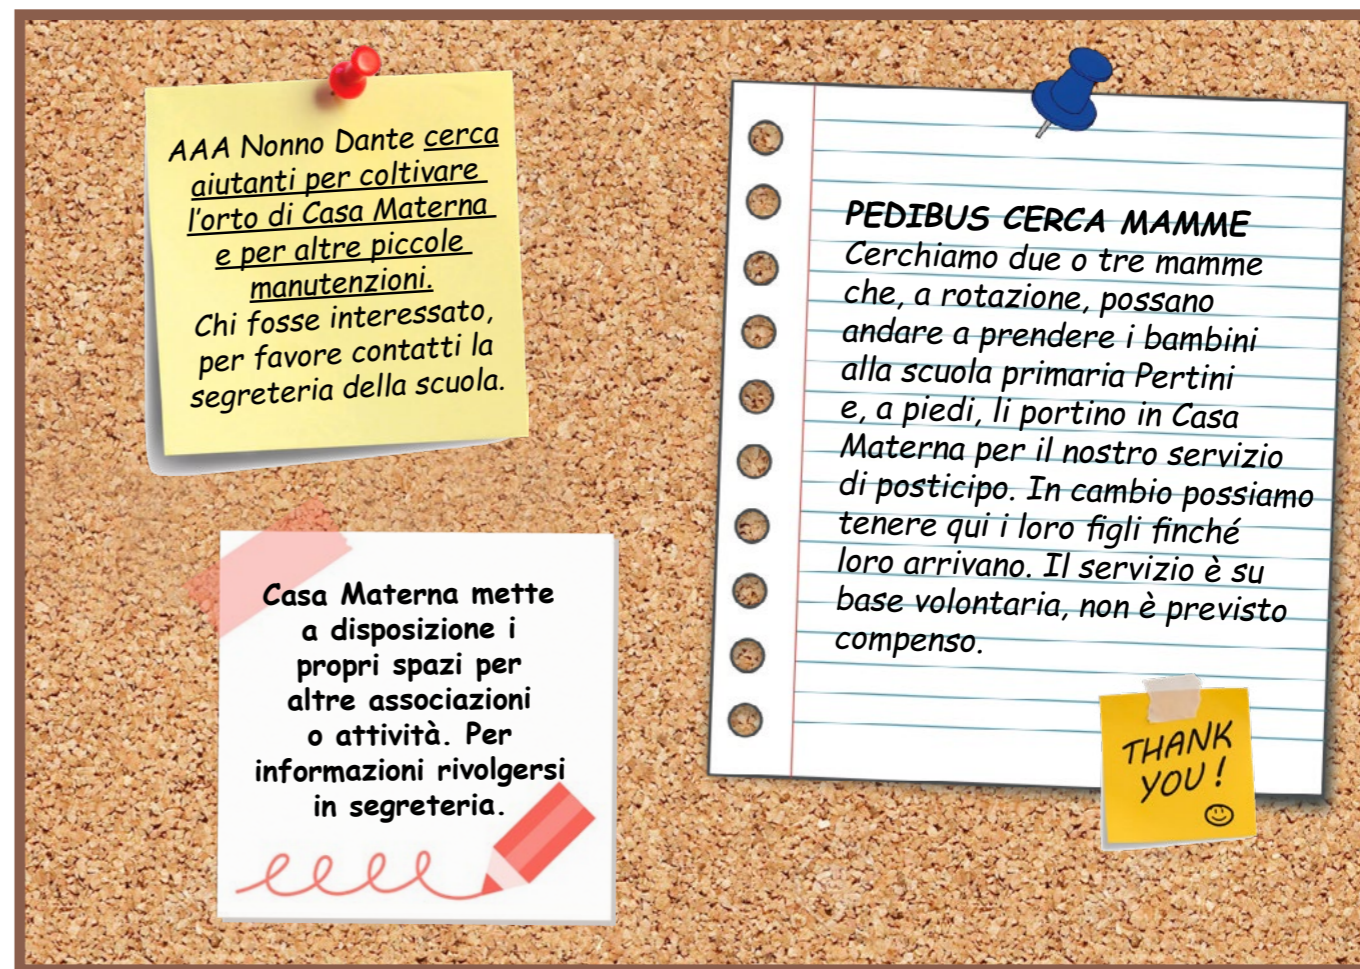 AAA Nonno Dante cerca
aiutanti per coltivare
l'orto di Casa Materna
e per altre piccole
manutenzioni.
Chi fosse interessato,
per favore contatti la
segreteria della scuola.
PEDIBUS CERCA MAMME
Cerchiamo due o tre mamme
che, a rotazione, possano
andare a prendere i bambini
alla scuola primaria Pertini
e, a piedi, li portino in Casa
Materna per il nostro servizio
di posticipo. In cambio possiamo
tenere qui i loro figli finché
loro arrivano. Il servizio è su
base volontaria, non è previsto
compenso.
Casa Materna mette
a disposizione i
propri spazi per
altre associazioni
o attività. Per
informazioni rivolgersi
in segreteria.
THANK
YOU!